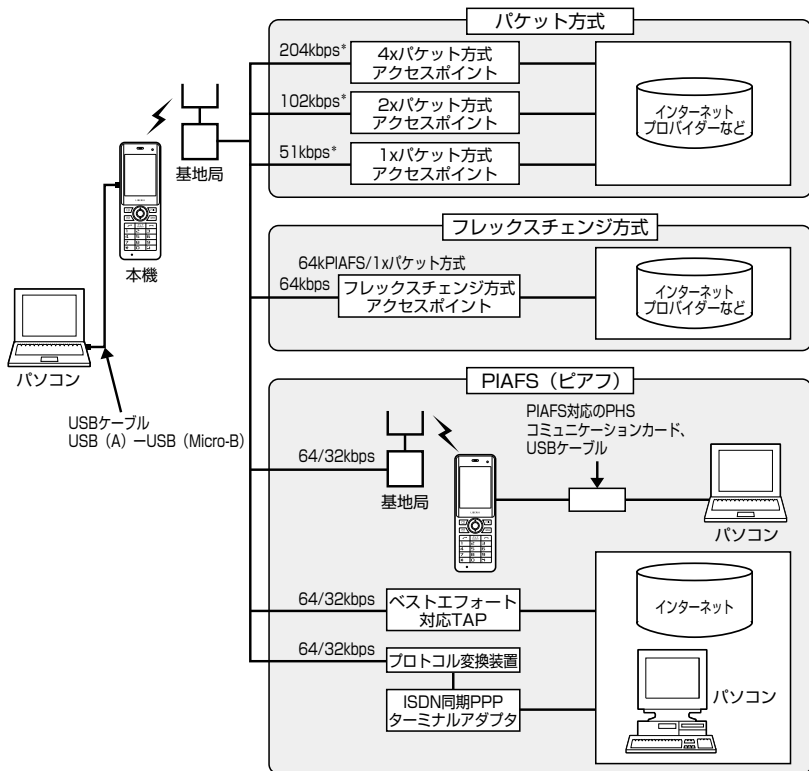 パケット方式
204kbps*
4xパケット方式
アクセスポイント
102kbps*
2xパケット方式
アクセスポイント
51kbps*
1xパケット方式
アクセスポイント
インターネット
プロバイダーなど
基地局
本機
フレックスチェンジ方式
64kPIAFS/1xパケット方式
64kbps
フレックスチェンジ方式
アクセスポイント
インターネット
プロバイダーなど
パソコン
USBケーブル
USB（A）ーUSB（Micro-B）
PIAFS（ピアフ）
PIAFS対応のPHS
コミュニケーションカード、
USBケーブル
64/32kbps
基地局
パソコン
64/32kbps
ベストエフォート
対応TAP
インターネット
64/32kbps
プロトコル変換装置
ISDN同期PPP
ターミナルアダプタ
パソコン